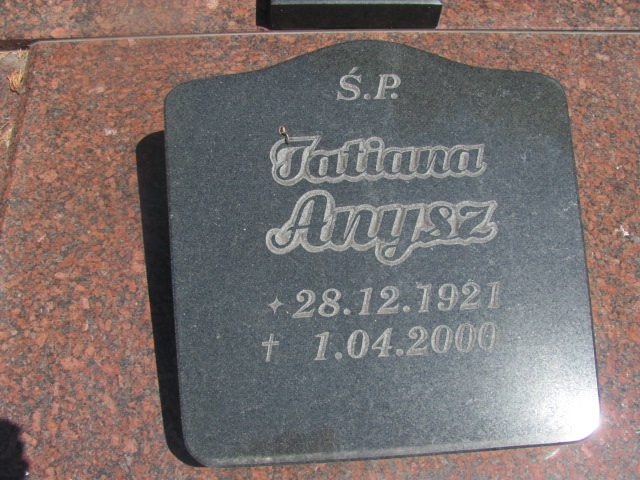 Ś.P.
Tatiana
Anysz
✦ 28.12.1921
† 1.04.2000